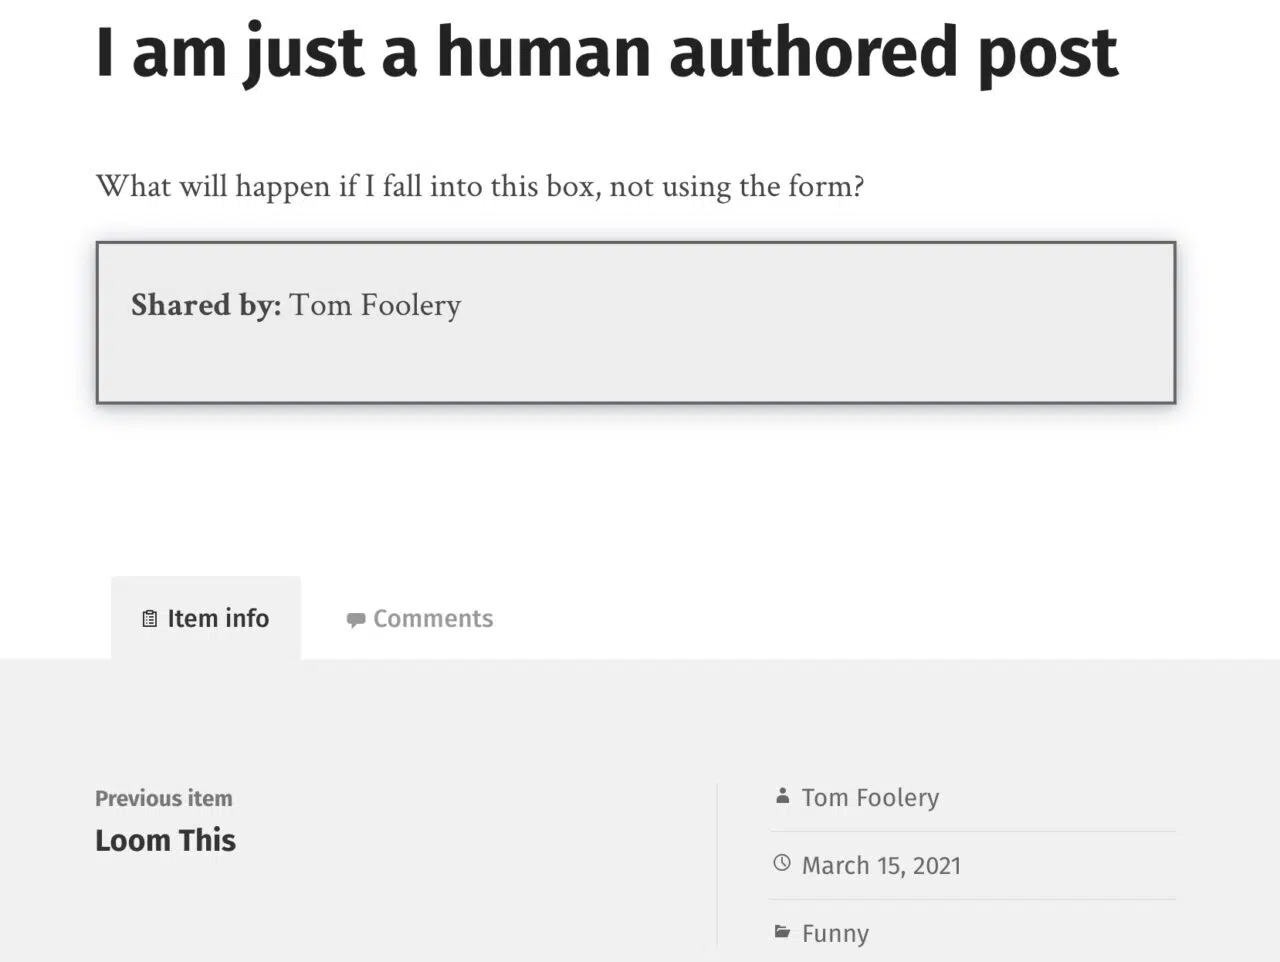 I am just a human authored post
What will happen if I fall into this box, not using the form?
Shared by: Tom Foolery
Item info
Comments
Previous item
Loom This
Tom Foolery
March 15, 2021
Funny